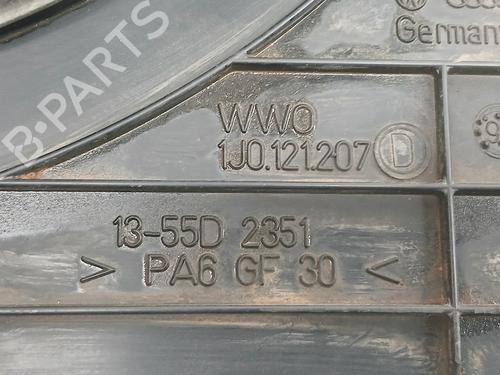 B-PARTS
German
WWO
1J0.121.207 D
13-55D 2351
> PA6 GF 30 <